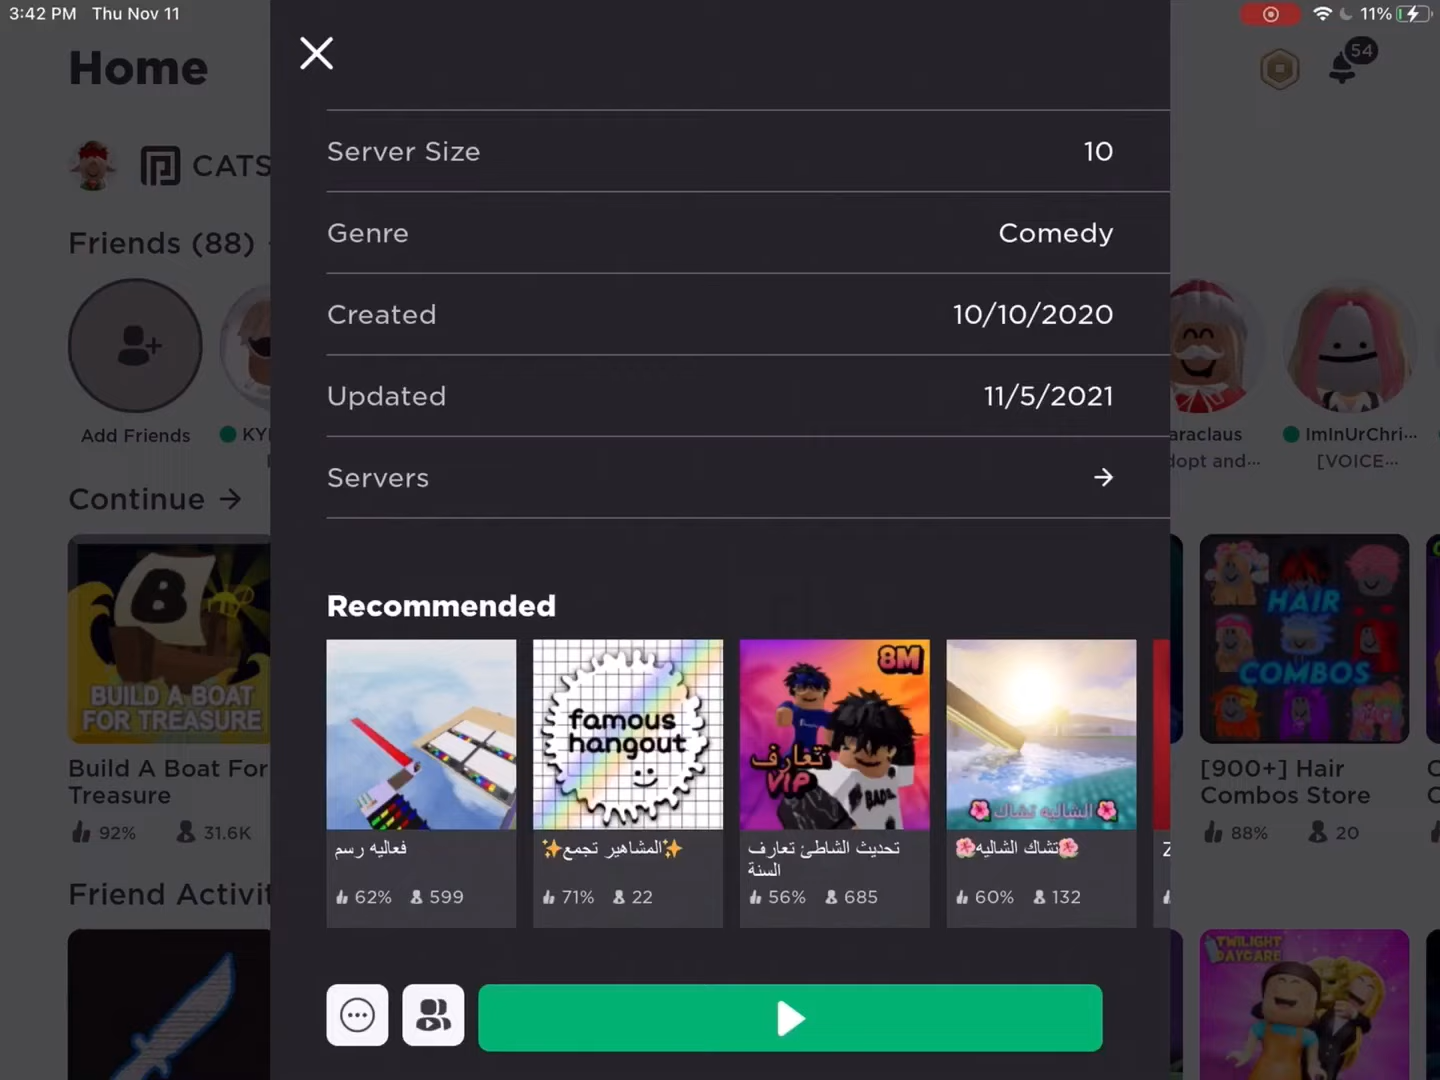 3:42 PM Thu Nov 11
11%
Home
54
CATS
Server Size 10
Genre Comedy
Created 10/10/2020
Updated 11/5/2021
Servers
Friends (88)
Add Friends
araclaus
ImInUrChri...
dopt and...
[VOICE...
Continue
BUILD A BOAT
FOR TREASURE
Build A Boat For
Treasure
92% 31.6K
HAIR
COMBOS
[900+] Hair
Combos Store
88% 20
Recommended
famous
hangout
8M
تعارف
VIP
الشاليه تشاك
فعاليه رسم
62% 599
✨المشاهير تجمع✨
71% 22
تحديث الشاطئ تعارف
السنة
56% 685
🌸تشاك الشاليه🌸
60% 132
Friend Activit
TWILIGHT
DAYCARE